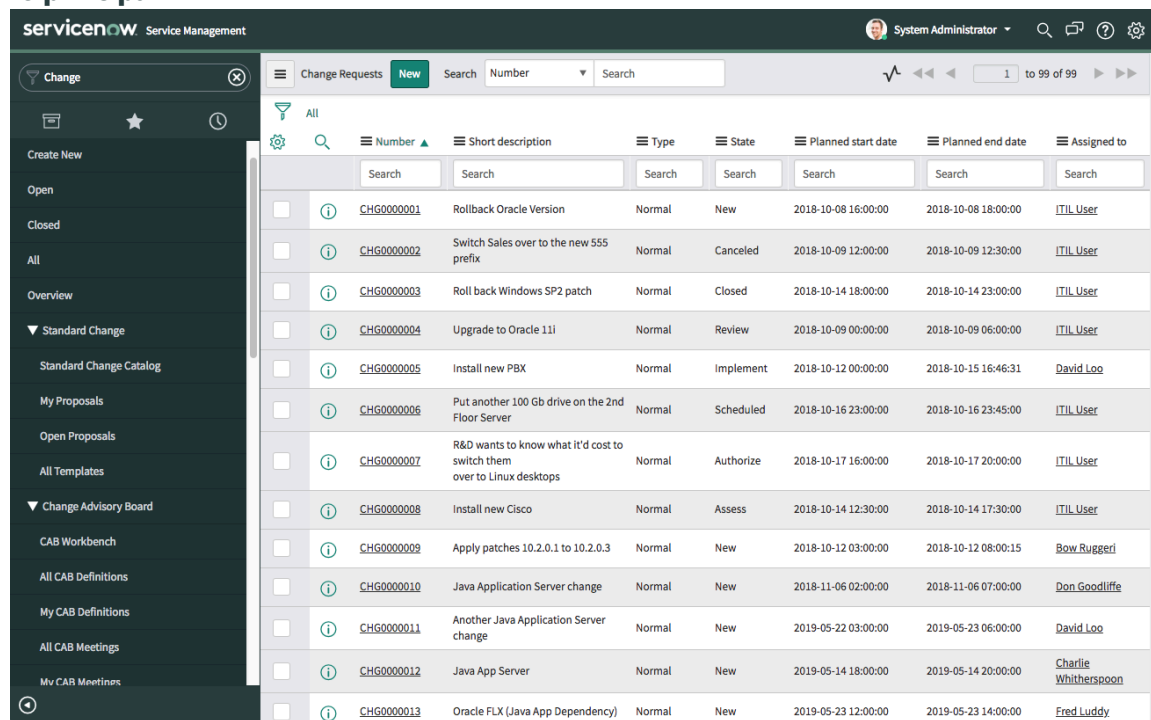 servicenow. Service Management
System Administrator
Change
Create New
Open
Closed
All
Overview
Standard Change
Standard Change Catalog
My Proposals
Open Proposals
All Templates
Change Advisory Board
CAB Workbench
All CAB Definitions
My CAB Definitions
All CAB Meetings
My CAB Meetings
Change Requests New Search Number Search 1 to 99 of 99
All
Number Short description Type State Planned start date Planned end date Assigned to
Search Search Search Search Search Search Search
CHG0000001 Rollback Oracle Version Normal New 2018-10-08 16:00:00 2018-10-08 18:00:00 ITIL User
CHG0000002 Switch Sales over to the new 555 Normal Canceled 2018-10-09 12:00:00 2018-10-09 12:30:00 ITIL User
prefix
CHG0000003 Roll back Windows SP2 patch Normal Closed 2018-10-14 18:00:00 2018-10-14 23:00:00 ITIL User
CHG0000004 Upgrade to Oracle 11i Normal Review 2018-10-09 00:00:00 2018-10-09 06:00:00 ITIL User
CHG0000005 Install new PBX Normal Implement 2018-10-12 00:00:00 2018-10-15 16:46:31 David Loo
CHG0000006 Put another 100 Gb drive on the 2nd Normal Scheduled 2018-10-16 23:00:00 2018-10-16 23:45:00 ITIL User
Floor Server
R&D wants to know what it'd cost to
CHG0000007 switch them Normal Authorize 2018-10-17 16:00:00 2018-10-17 20:00:00 ITIL User
over to Linux desktops
CHG0000008 Install new Cisco Normal Assess 2018-10-14 12:30:00 2018-10-14 17:30:00 ITIL User
CHG0000009 Apply patches 10.2.0.1 to 10.2.0.3 Normal New 2018-10-12 03:00:00 2018-10-12 08:00:15 Bow Ruggeri
CHG0000010 Java Application Server change Normal New 2018-11-06 02:00:00 2018-11-06 07:00:00 Don Goodliffe
CHG0000011 Another Java Application Server Normal New 2019-05-22 03:00:00 2019-05-23 06:00:00 David Loo
change
CHG0000012 Java App Server Normal New 2019-05-14 18:00:00 2019-05-14 20:00:00 Charlie
Whitherspoon
CHG0000013 Oracle FLX (Java App Dependency) Normal New 2019-05-23 12:00:00 2019-05-23 14:00:00 Fred Luddy